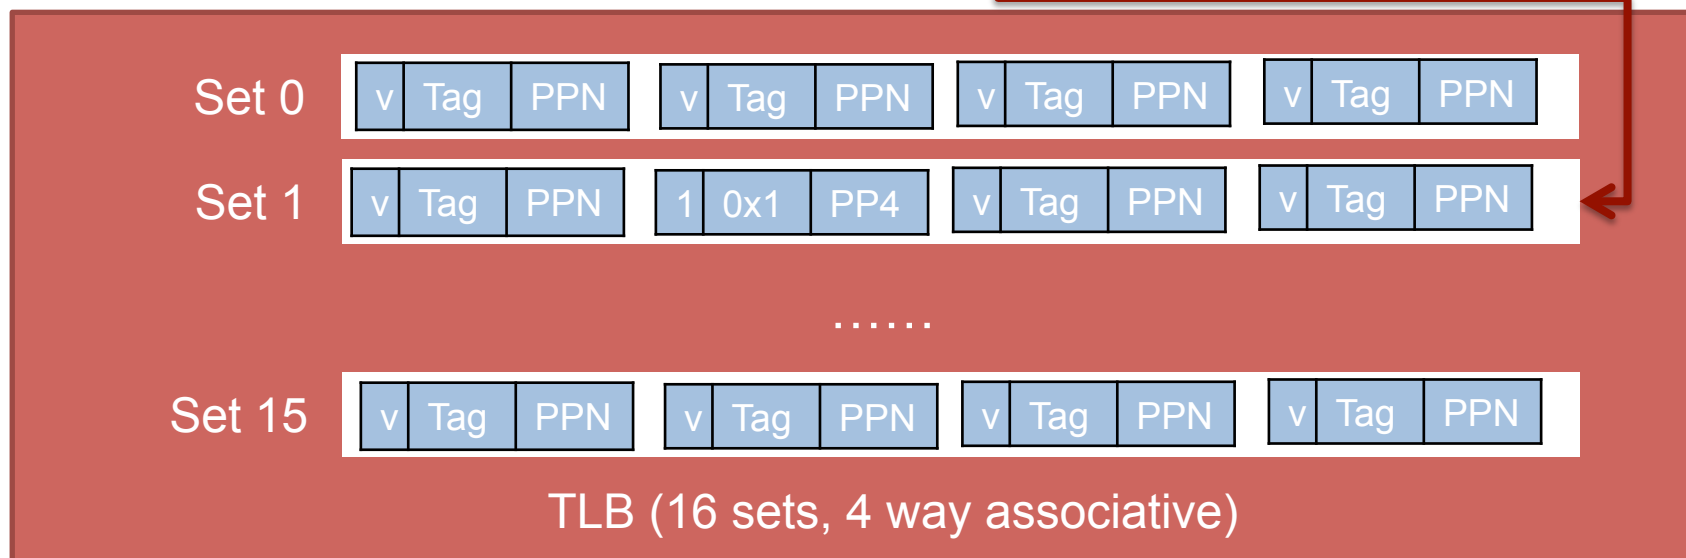 Set 0 v Tag PPN v Tag PPN v Tag PPN v Tag PPN
Set 1 v Tag PPN 1 0x1 PP4 v Tag PPN v Tag PPN
......
Set 15 v Tag PPN v Tag PPN v Tag PPN v Tag PPN
TLB (16 sets, 4 way associative)